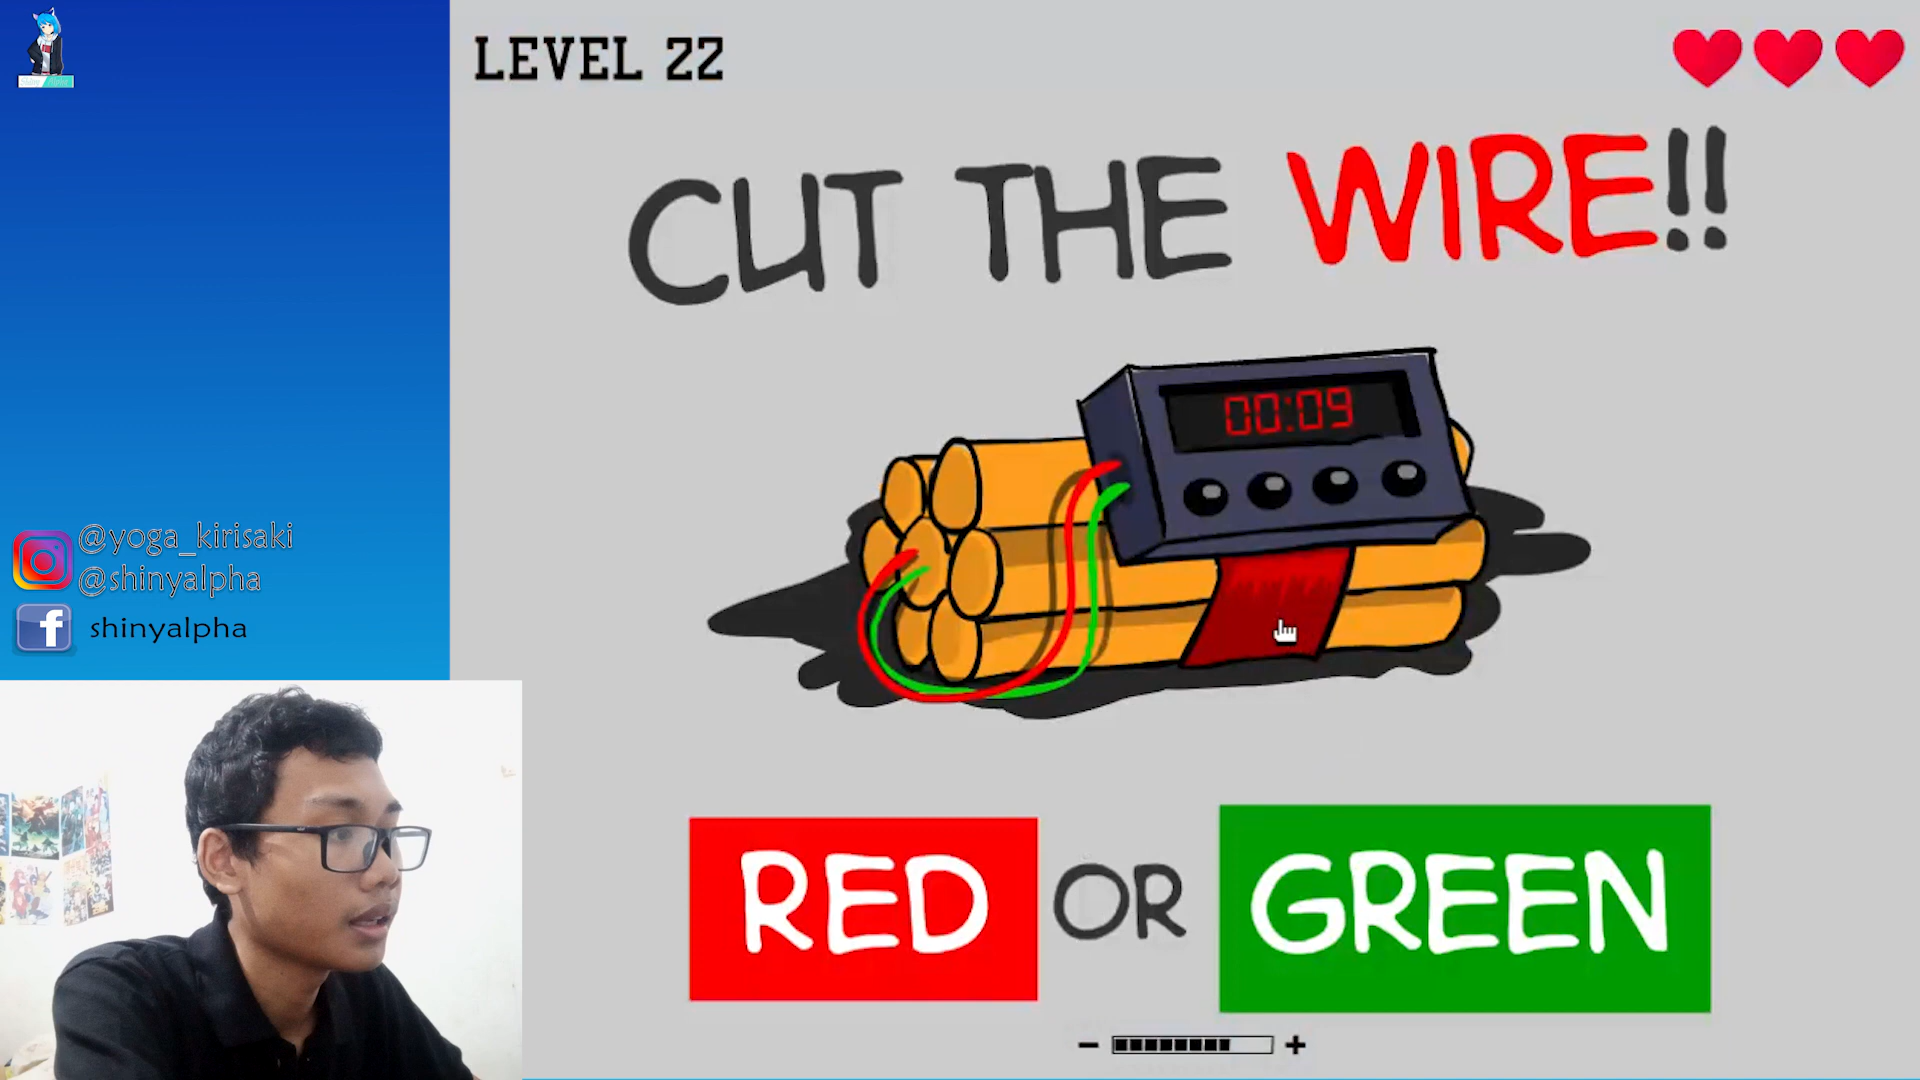 LEVEL 22
CUT THE WIRE!!
00:09
@yoga_kirisaki
@shinyalpha
f shinyalpha
RED OR GREEN
- +